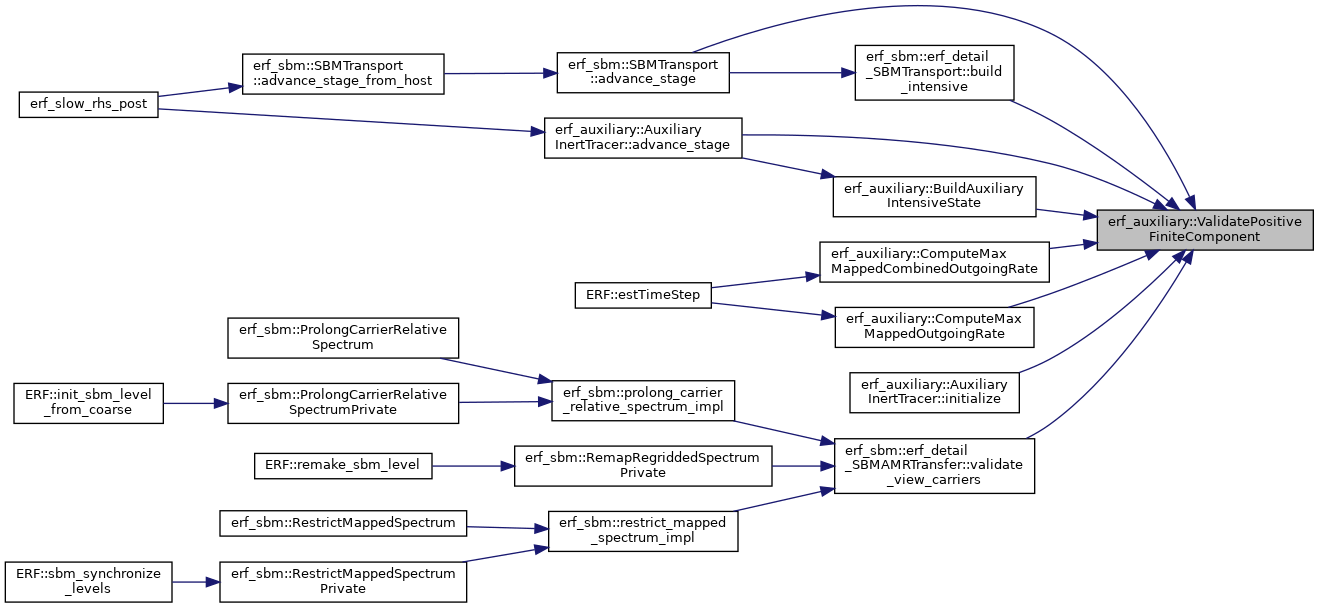 erf_sbm::SBMTransport
::advance_stage_from_host
erf_sbm::SBMTransport
::advance_stage
erf_sbm::erf_detail
_SBMTransport::build
_intensive
erf_slow_rhs_post
erf_auxiliary::Auxiliary
InertTracer::advance_stage
erf_auxiliary::BuildAuxiliary
IntensiveState
erf_auxiliary::ValidatePositive
FiniteComponent
erf_auxiliary::ComputeMax
MappedCombinedOutgoingRate
ERF::estTimeStep
erf_auxiliary::ComputeMax
MappedOutgoingRate
erf_sbm::ProlongCarrierRelative
Spectrum
erf_auxiliary::Auxiliary
InertTracer::initialize
ERF::init_sbm_level
_from_coarse
erf_sbm::ProlongCarrierRelative
SpectrumPrivate
erf_sbm::prolong_carrier
_relative_spectrum_impl
erf_sbm::erf_detail
_SBMAMRTransfer::validate
_view_carriers
ERF::remake_sbm_level
erf_sbm::RemapRegriddedSpectrum
Private
erf_sbm::RestrictMappedSpectrum
erf_sbm::restrict_mapped
_spectrum_impl
ERF::sbm_synchronize
_levels
erf_sbm::RestrictMappedSpectrum
Private